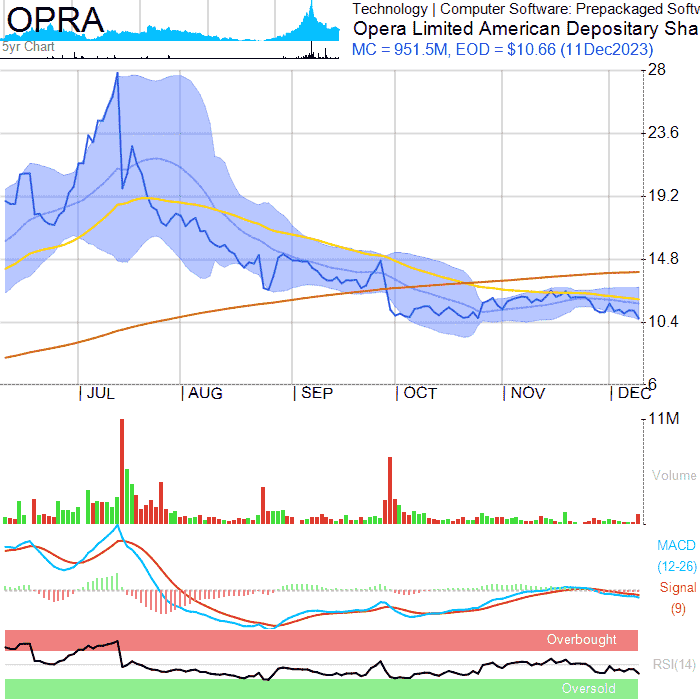 OPRA
5yr Chart
Technology | Computer Software: Prepackaged Softw
Opera Limited American Depositary Sha
MC = 951.5M, EOD = $10.66 (11Dec2023)
28
23.6
19.2
14.8
10.4
6
JUL AUG SEP OCT NOV DEC
11M
Volume
MACD
(12-26)
Signal
(9)
Overbought
RSI(14)
Oversold